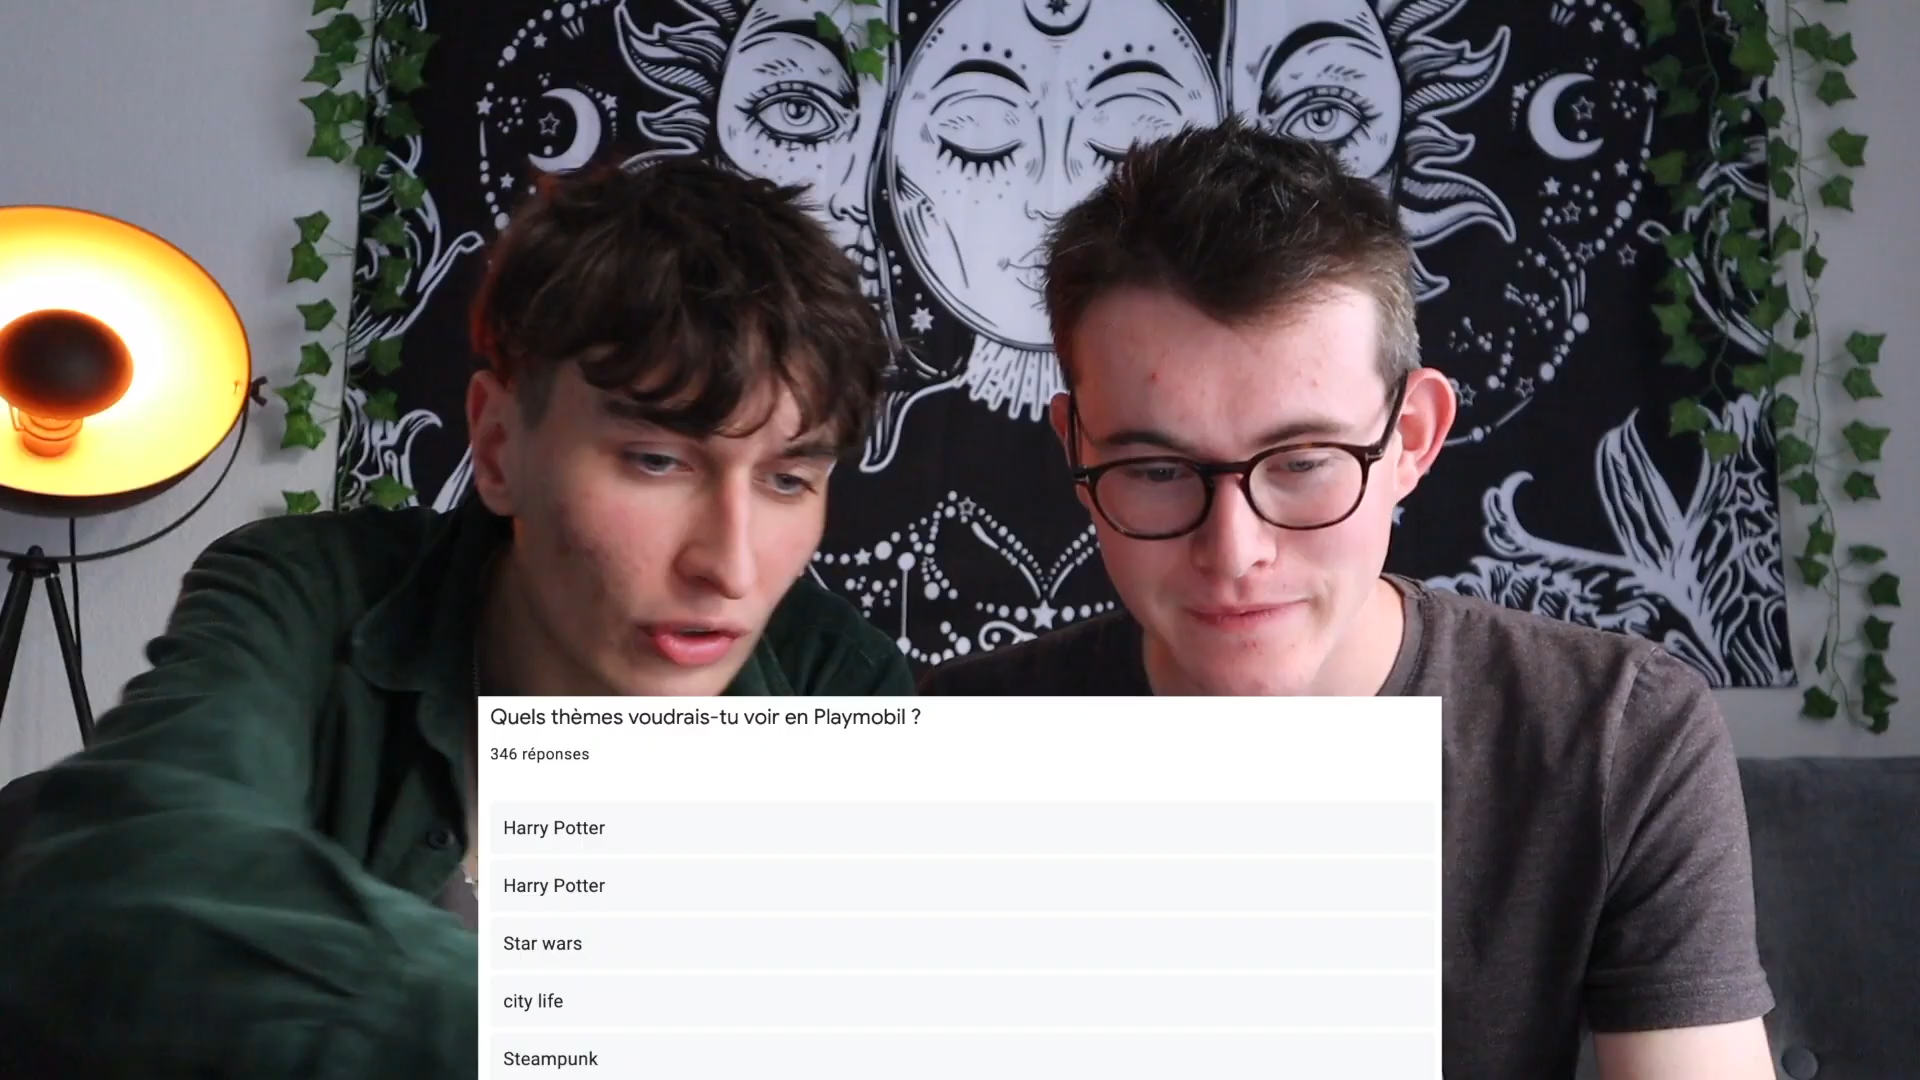 Quels thèmes voudrais-tu voir en Playmobil ?
346 réponses
Harry Potter
Harry Potter
Star wars
city life
Steampunk